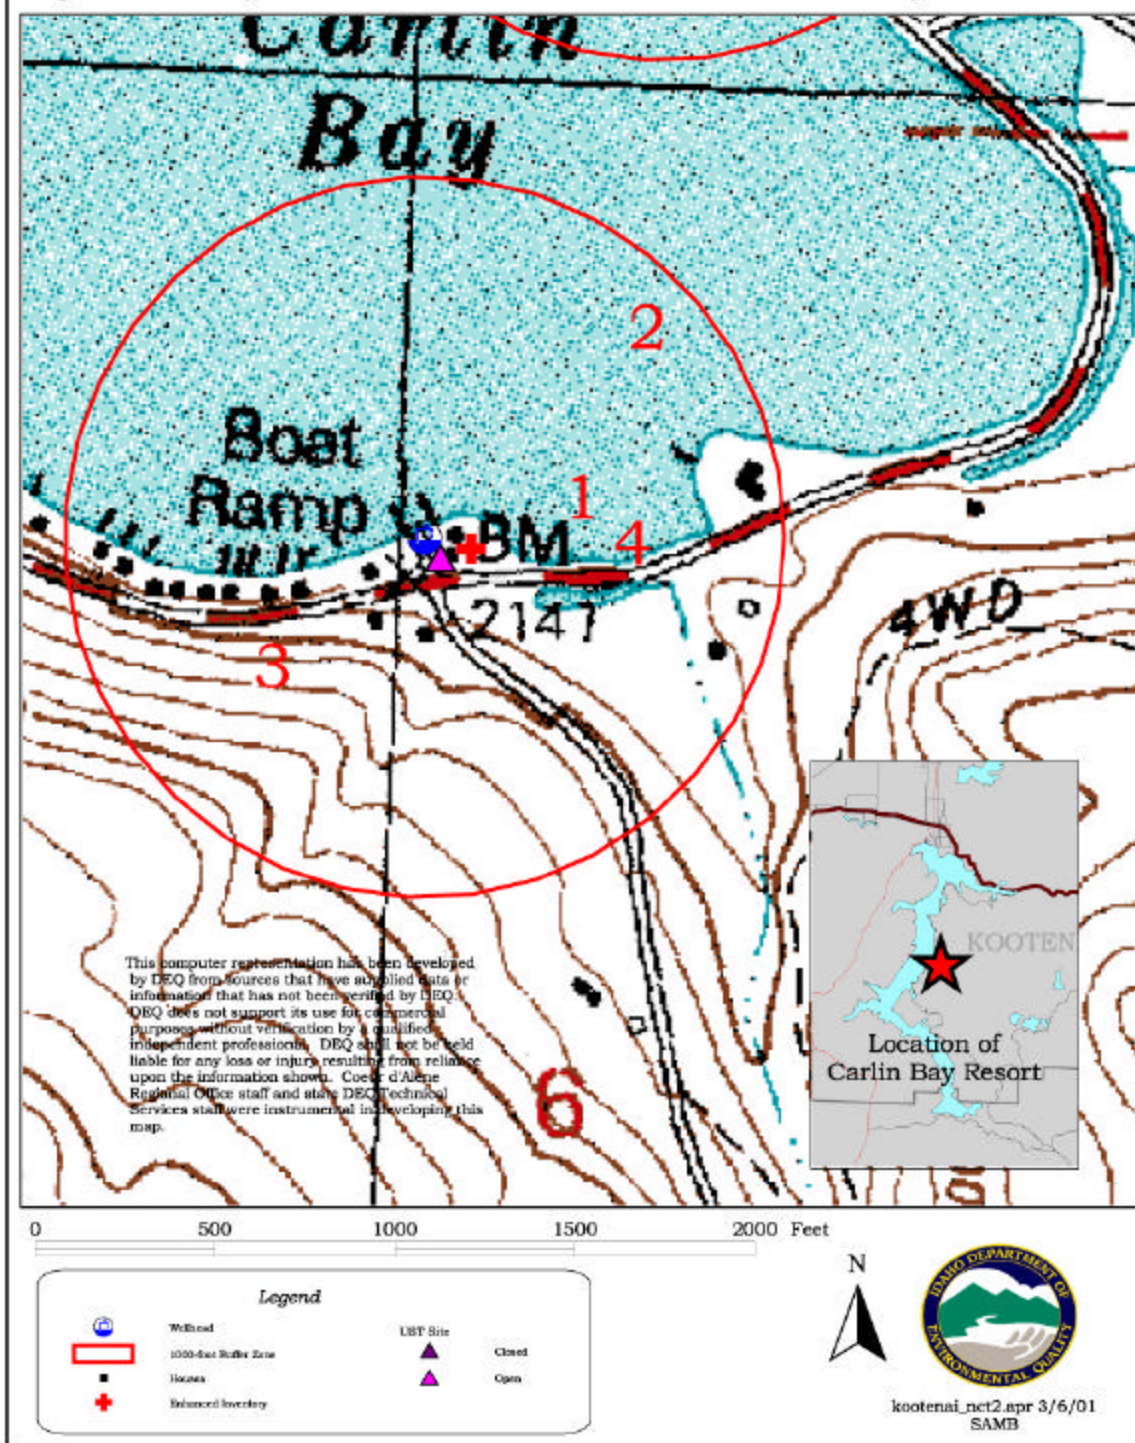 Carlin
Bay
2
Boat
Ramp
1
BM
4
2147
4WD
3
KOOTEN
Location of
Carlin Bay Resort
This computer representation has been developed
by DEQ from sources that have supplied data or
information that has not been verified by DEQ.
DEQ does not support its use for commercial
purposes without verification by a qualified
independent professional. DEQ shall not be held
liable for any loss or injury resulting from reliance
upon the information shown. Coeur d'Alene
Regional Office staff and state DEQ Technical
Services staff were instrumental in developing this
map.
6
0 500 1000 1500 2000 Feet
Legend
Wellhead
1000-foot Buffer Zone
Houses
Enhanced Inventory
UST Site
Closed
Open
N
IDAHO DEPARTMENT OF
ENVIRONMENTAL QUALITY
kootenai_nct2.apr 3/6/01
SAMB